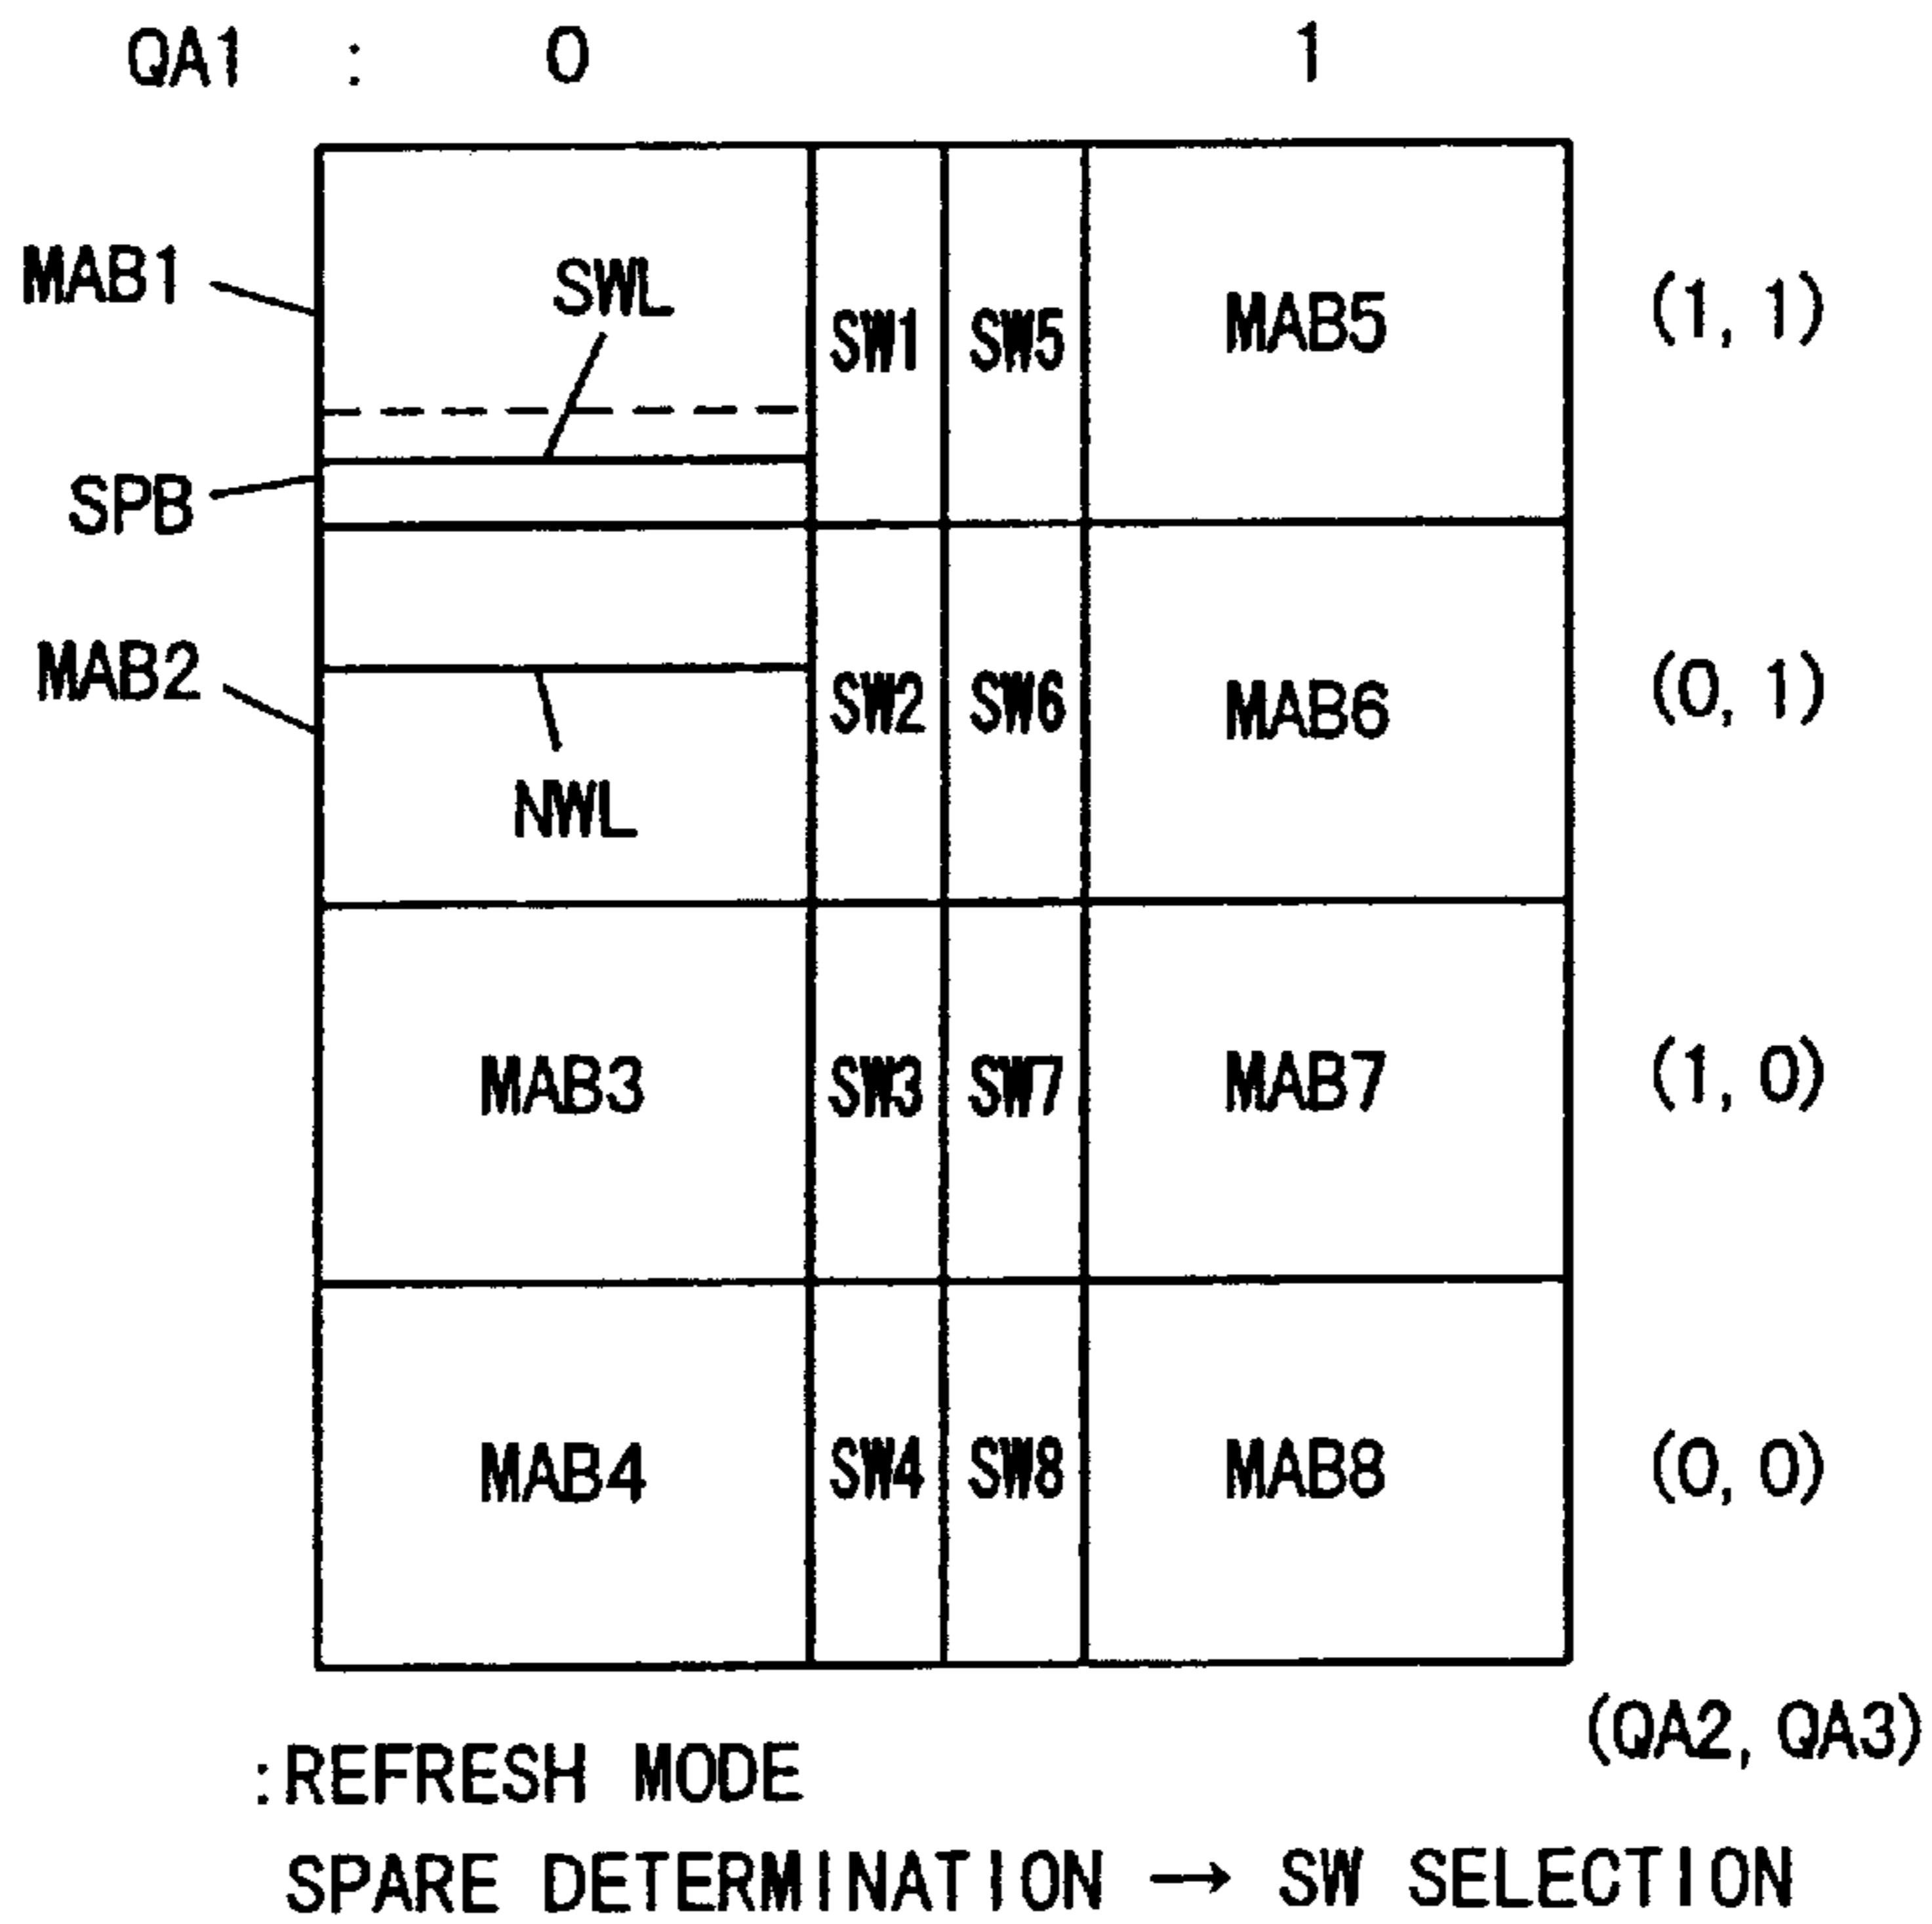 QA1 : 0 1
MAB1 SWL SW1 SW5 MAB5 (1, 1)
SPB
MAB2 SW2 SW6 MAB6 (0, 1)
NWL
MAB3 SW3 SW7 MAB7 (1, 0)
MAB4 SW4 SW8 MAB8 (0, 0)
(QA2, QA3)
:REFRESH MODE
SPARE DETERMINATION → SW SELECTION